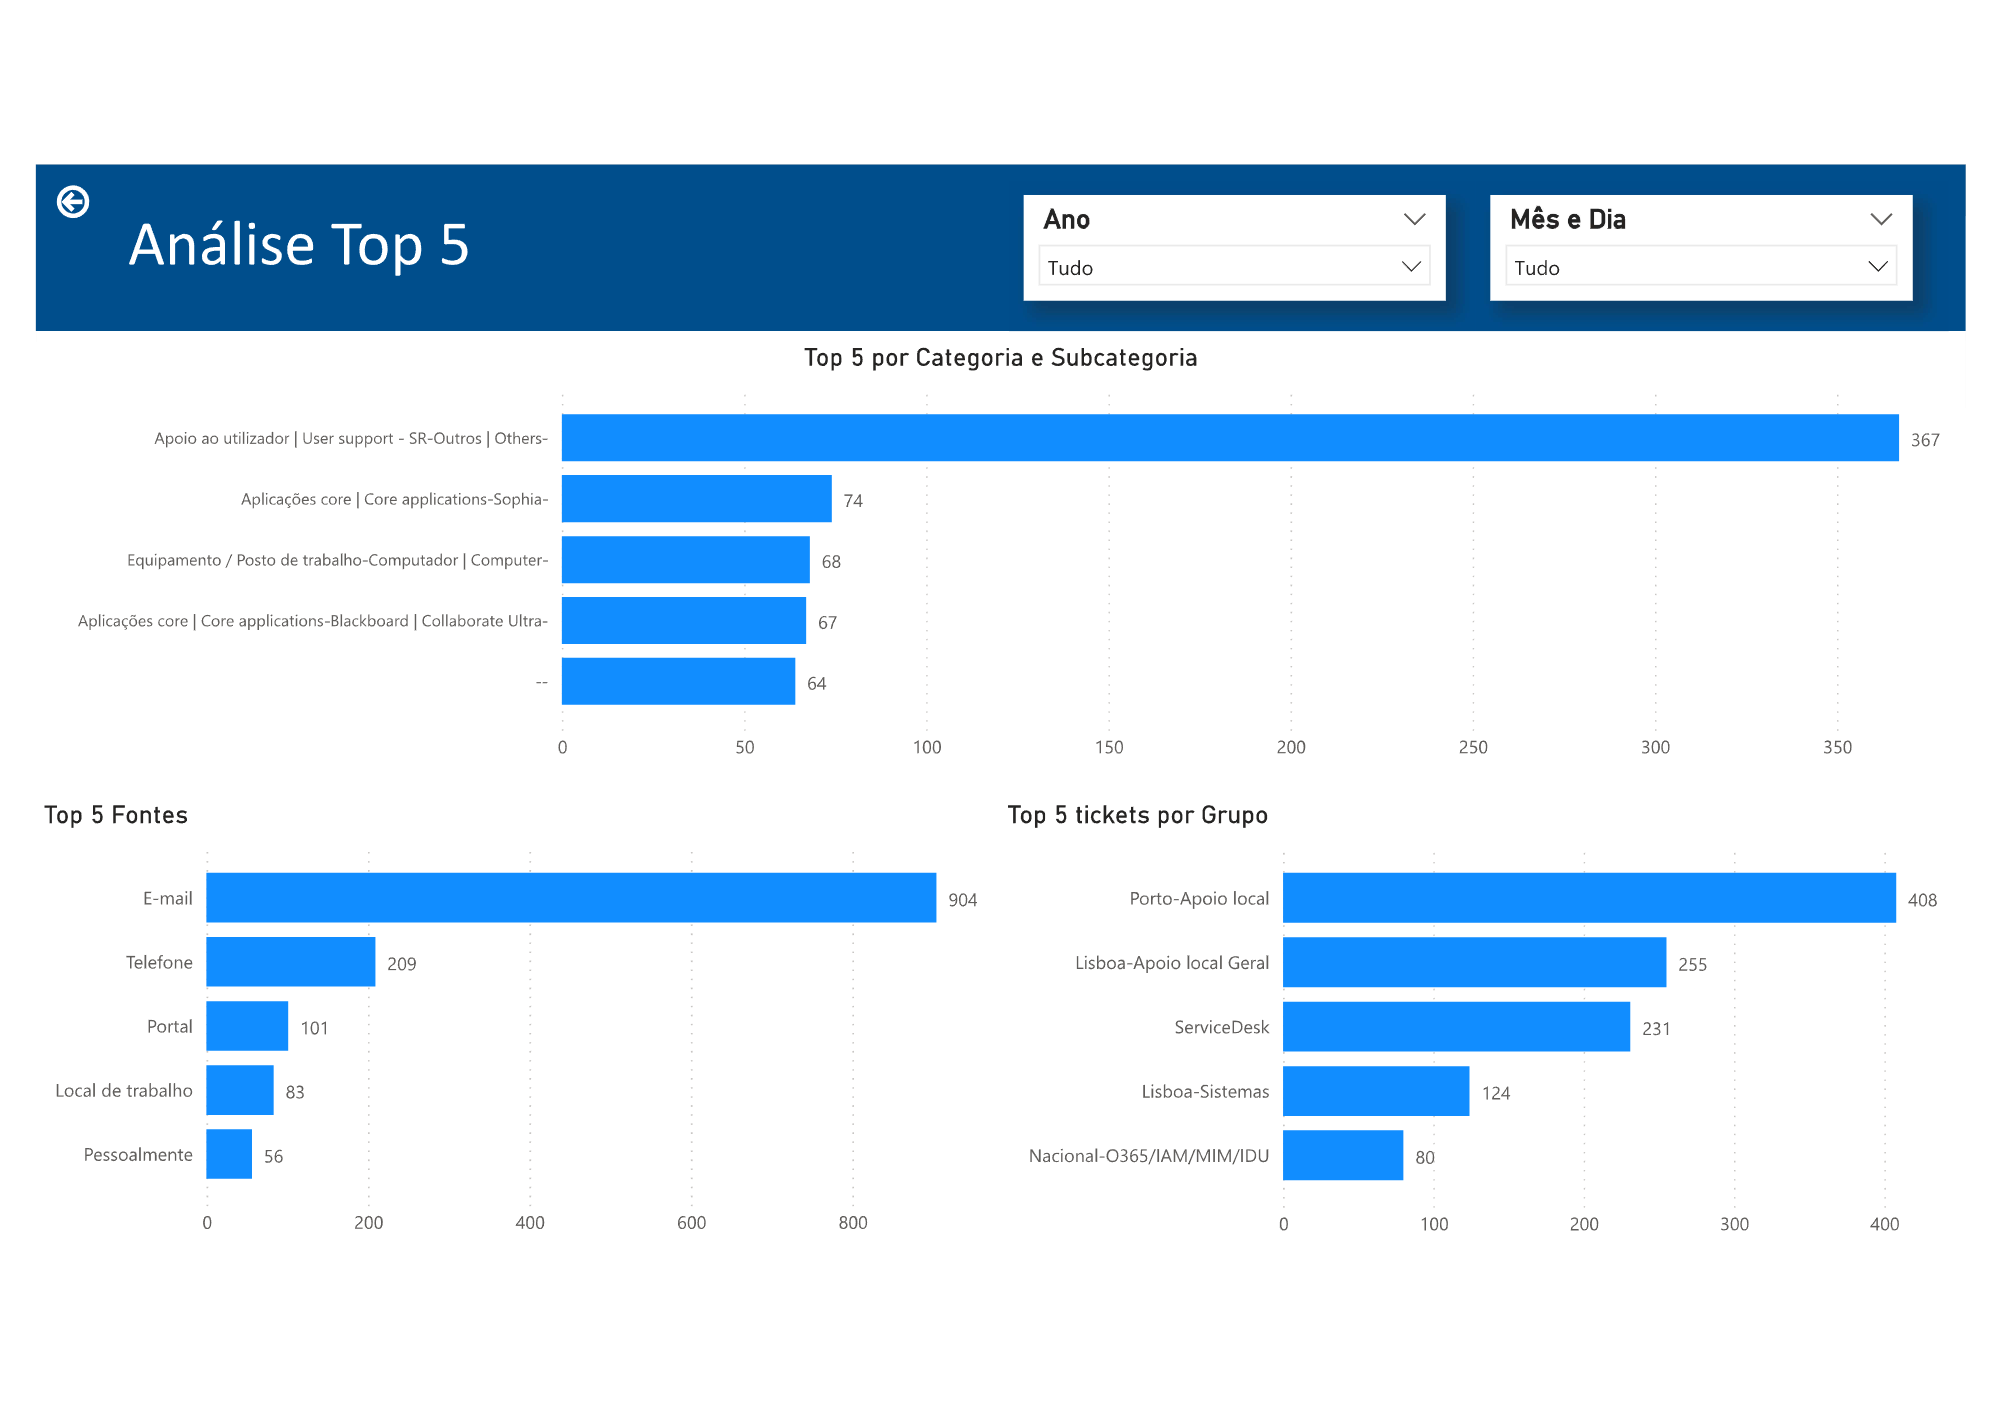 Análise Top 5
Ano
Tudo
Mês e Dia
Tudo
Top 5 por Categoria e Subcategoria
Apoio ao utilizador | User support - SR-Outros | Others-
367
Aplicações core | Core applications-Sophia-
74
Equipamento / Posto de trabalho-Computador | Computer-
68
Aplicações core | Core applications-Blackboard | Collaborate Ultra-
67
--
64
0 50 100 150 200 250 300 350
Top 5 Fontes
E-mail
904
Telefone
209
Portal
101
Local de trabalho
83
Pessoalmente
56
0 200 400 600 800
Top 5 tickets por Grupo
Porto-Apoio local
408
Lisboa-Apoio local Geral
255
ServiceDesk
231
Lisboa-Sistemas
124
Nacional-O365/IAM/MIM/IDU
80
0 100 200 300 400